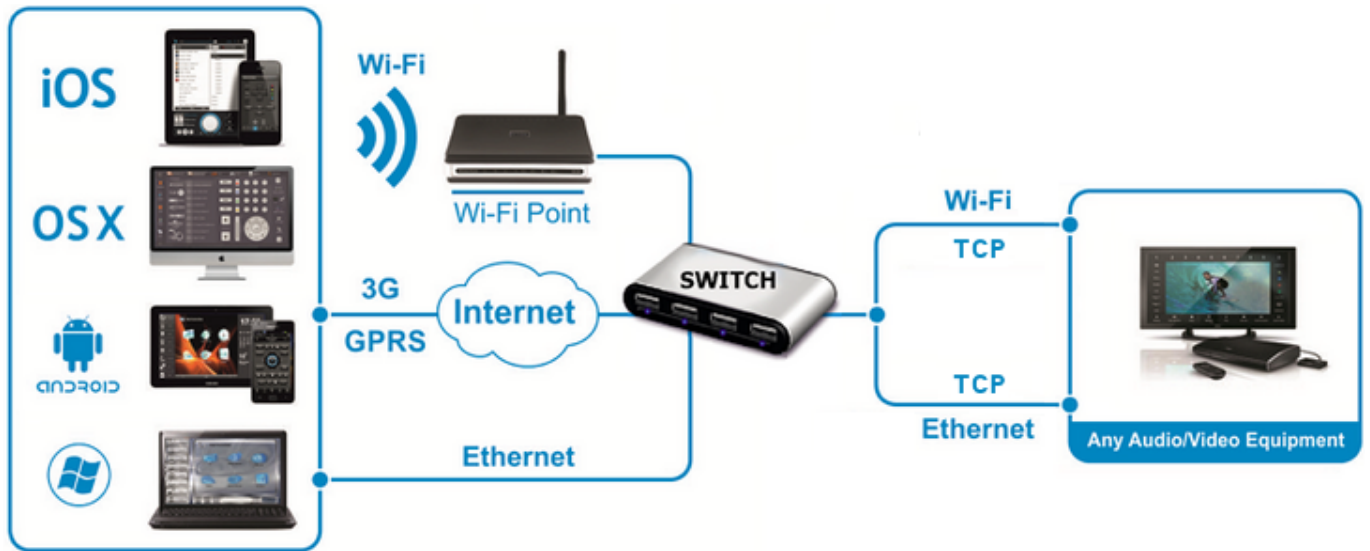 iOS
OS X
android
Wi-Fi
Wi-Fi Point
3G
GPRS
Internet
Ethernet
SWITCH
Wi-Fi
TCP
TCP
Ethernet
Any Audio/Video Equipment